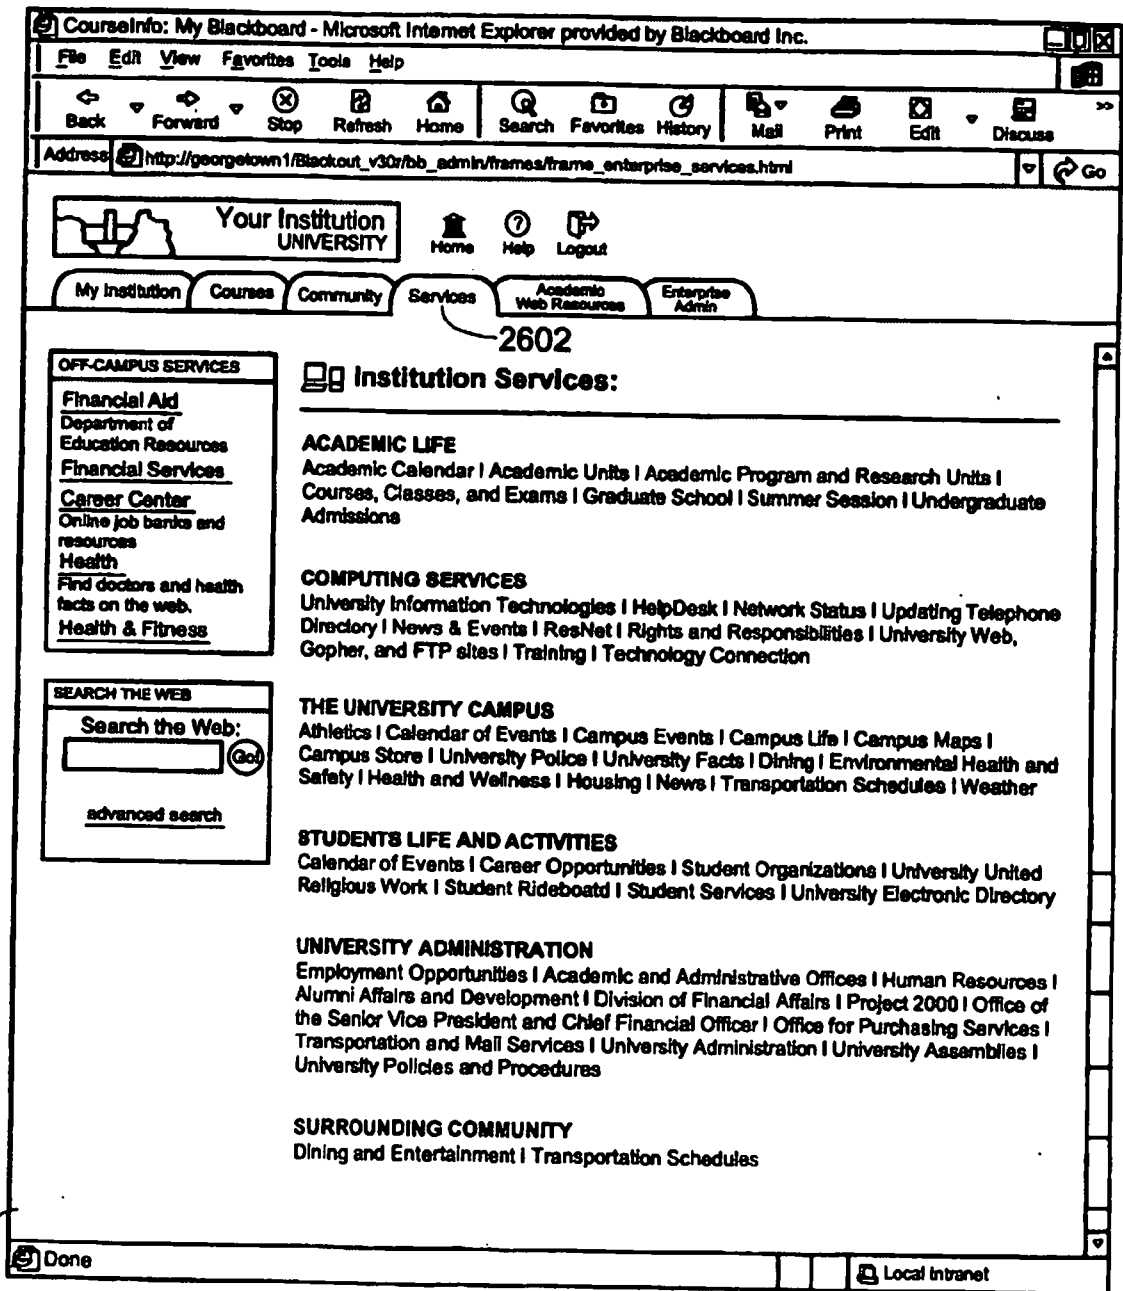 CourseInfo: My Blackboard - Microsoft Internet Explorer provided by Blackboard Inc.
File Edit View Favorites Tools Help
Back Forward Stop Refresh Home Search Favorites History Mail Print Edit Discuss >>
Address http://georgetown1/Blackout_v30r/bb_admin/frames/frame_enterprise_services.html Go
Your Institution
UNIVERSITY
Home Help Logout
My Institution Courses Community Services Academic Web Resources Enterprise Admin
2602
OFF-CAMPUS SERVICES
Financial Aid
Department of
Education Resources
Financial Services
Career Center
Online job banks and
resources
Health
Find doctors and health
facts on the web.
Health & Fitness
SEARCH THE WEB
Search the Web:
Go!
advanced search
Institution Services:
ACADEMIC LIFE
Academic Calendar | Academic Units | Academic Program and Research Units |
Courses, Classes, and Exams | Graduate School | Summer Session | Undergraduate
Admissions
COMPUTING SERVICES
University Information Technologies | HelpDesk | Network Status | Updating Telephone
Directory | News & Events | ResNet | Rights and Responsibilities | University Web,
Gopher, and FTP sites | Training | Technology Connection
THE UNIVERSITY CAMPUS
Athletics | Calendar of Events | Campus Events | Campus Life | Campus Maps |
Campus Store | University Police | University Facts | Dining | Environmental Health and
Safety | Health and Wellness | Housing | News | Transportation Schedules | Weather
STUDENTS LIFE AND ACTIVITIES
Calendar of Events | Career Opportunities | Student Organizations | University United
Religious Work | Student Rideboatd | Student Services | University Electronic Directory
UNIVERSITY ADMINISTRATION
Employment Opportunities | Academic and Administrative Offices | Human Resources |
Alumni Affairs and Development | Division of Financial Affairs | Project 2000 | Office of
the Senior Vice President and Chief Financial Officer | Office for Purchasing Services |
Transportation and Mail Services | University Administration | University Assemblies |
University Policies and Procedures
SURROUNDING COMMUNITY
Dining and Entertainment | Transportation Schedules
Done
Local Intranet